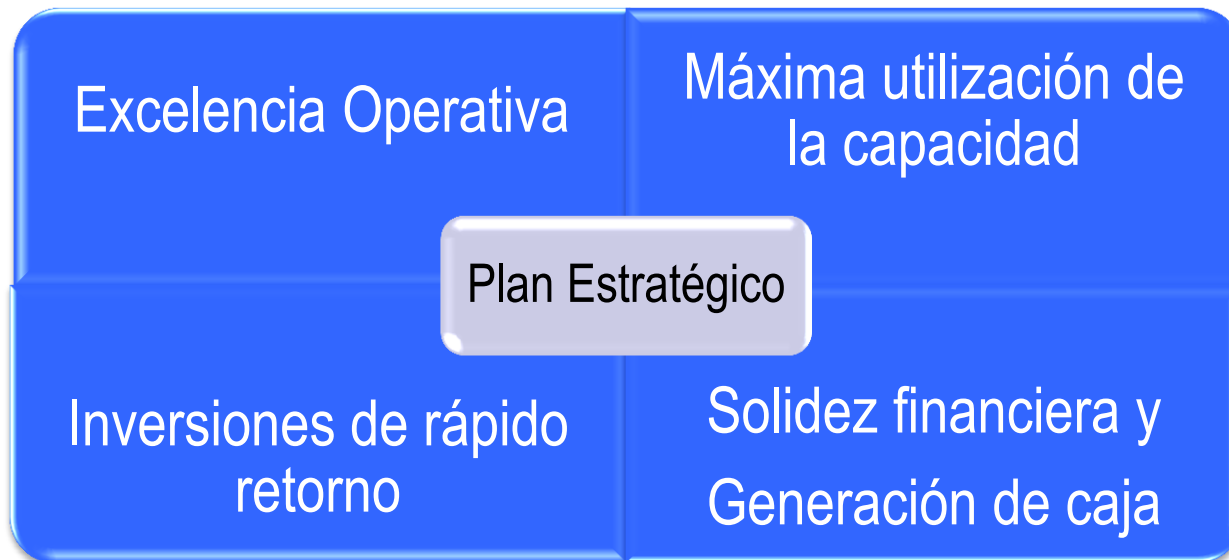 Excelencia Operativa
Máxima utilización de
la capacidad
Plan Estratégico
Inversiones de rápido
retorno
Solidez financiera y
Generación de caja